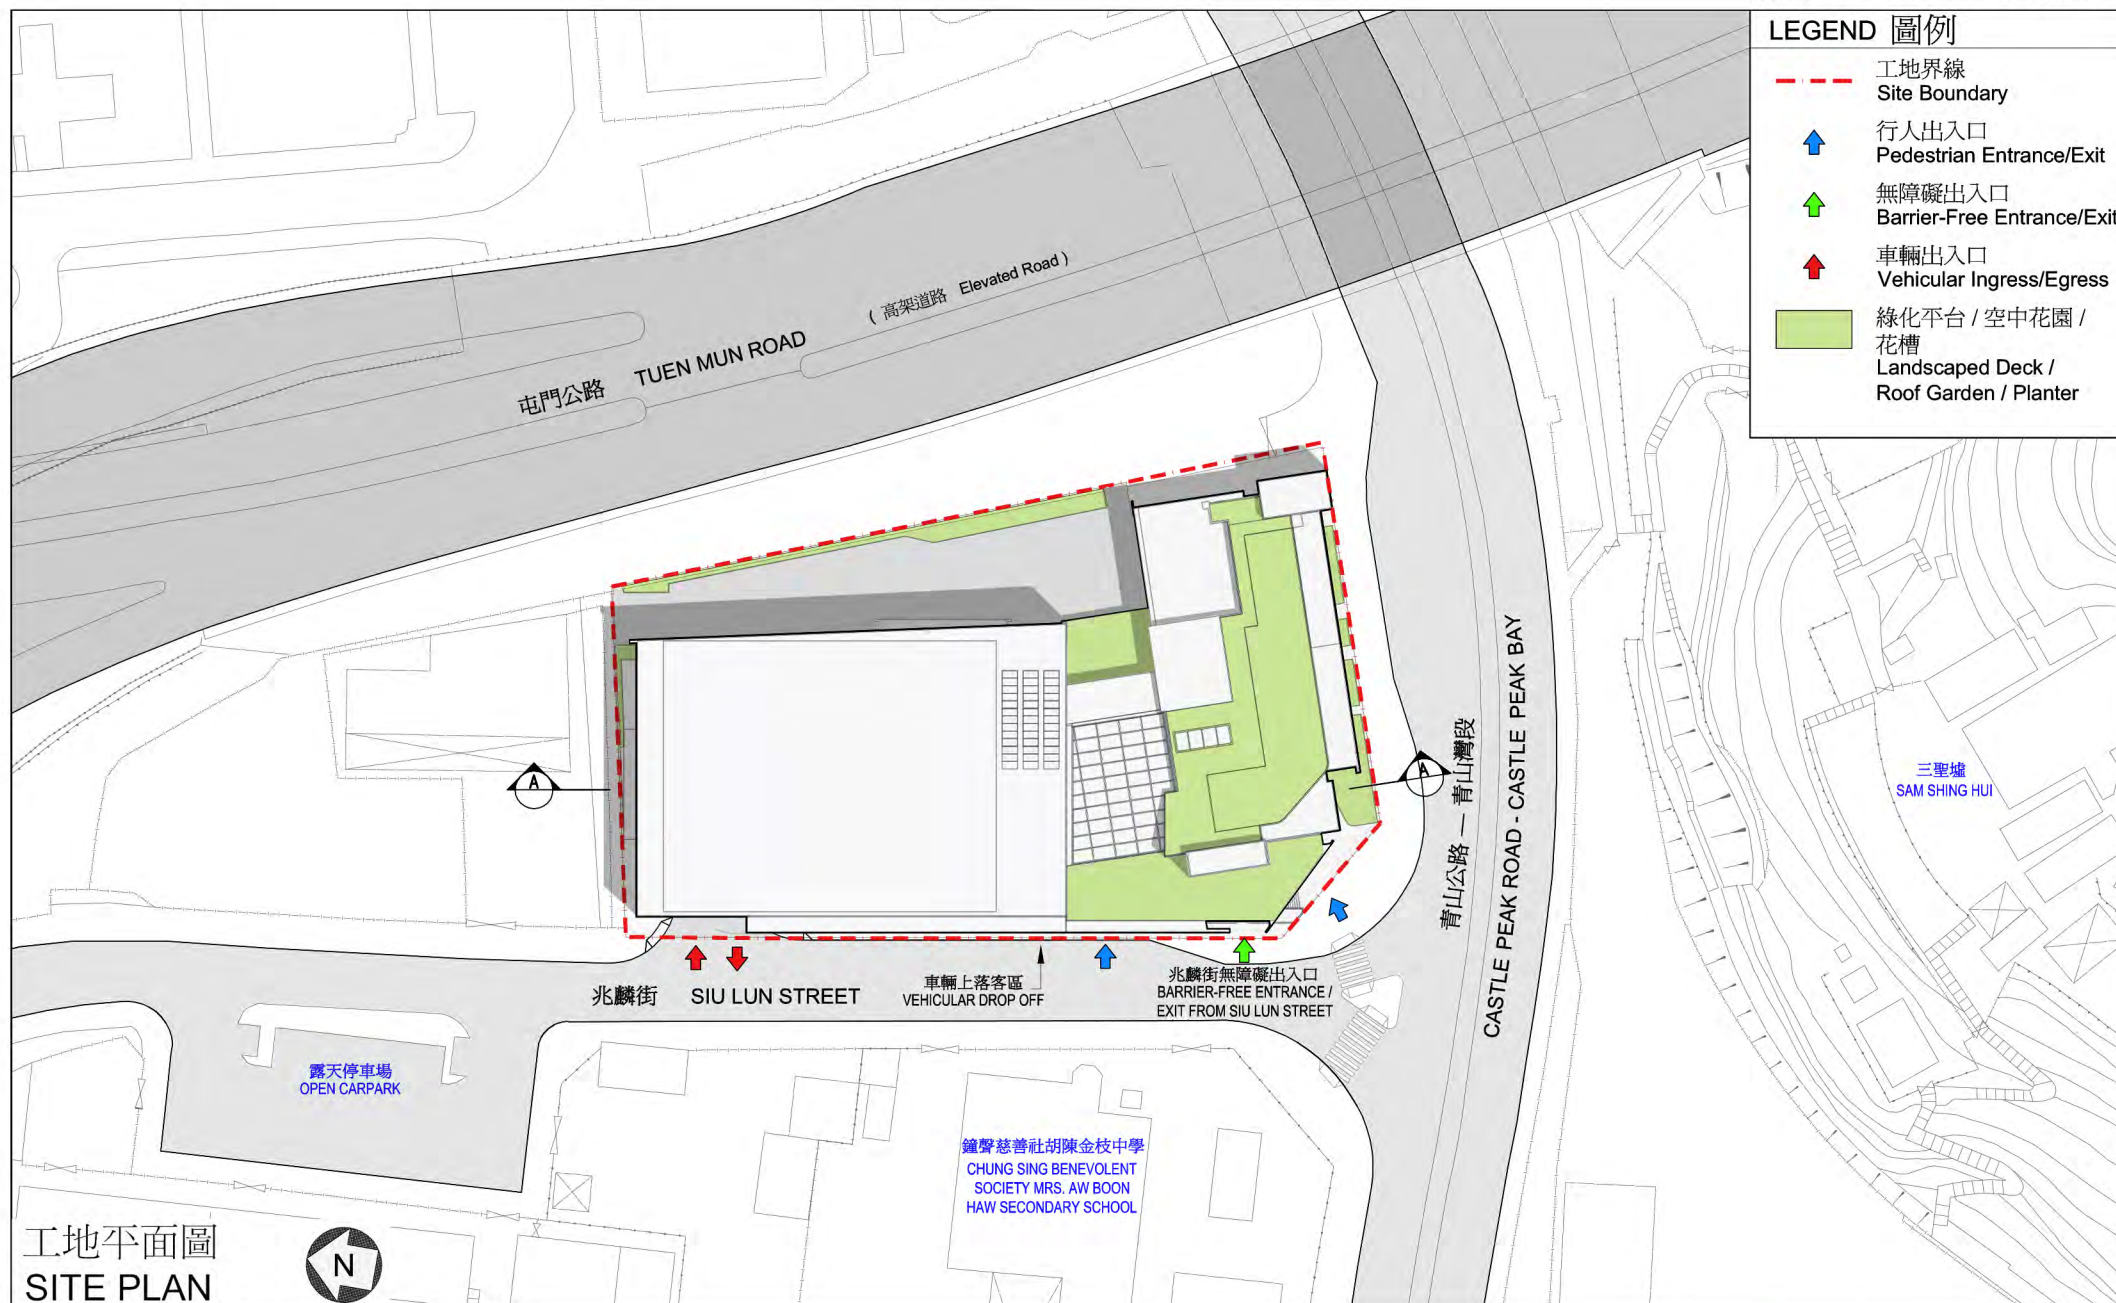 LEGEND 圖例
工地界線
Site Boundary
行人出入口
Pedestrian Entrance/Exit
無障礙出入口
Barrier-Free Entrance/Exit
車輛出入口
Vehicular Ingress/Egress
綠化平台 / 空中花園 /
花槽
Landscaped Deck /
Roof Garden / Planter
屯門公路 TUEN MUN ROAD
( 高架道路 Elevated Road )
A
A
青山公路 — 青山灣段
CASTLE PEAK ROAD - CASTLE PEAK BAY
三聖墟
SAM SHING HUI
兆麟街 SIU LUN STREET
車輛上落客區
VEHICULAR DROP OFF
兆麟街無障礙出入口
BARRIER-FREE ENTRANCE /
EXIT FROM SIU LUN STREET
露天停車場
OPEN CARPARK
鐘聲慈善社胡陳金枝中學
CHUNG SING BENEVOLENT
SOCIETY MRS. AW BOON
HAW SECONDARY SCHOOL
工地平面圖
SITE PLAN
N